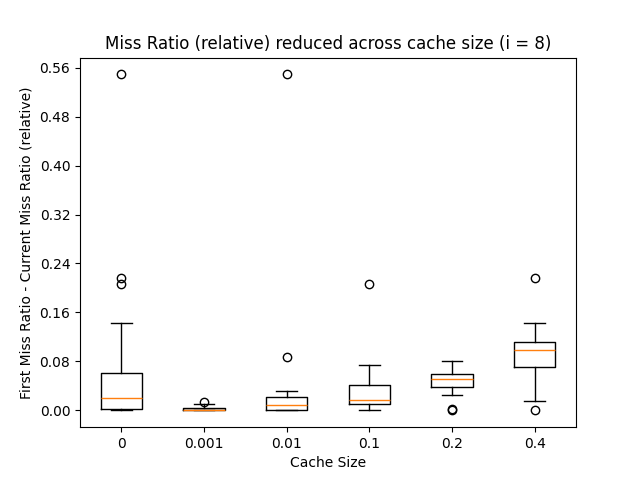 Miss Ratio (relative) reduced across cache size (i = 8)
First Miss Ratio - Current Miss Ratio (relative)
0.56
0.48
0.40
0.32
0.24
0.16
0.08
0.00
0 0.001 0.01 0.1 0.2 0.4
Cache Size